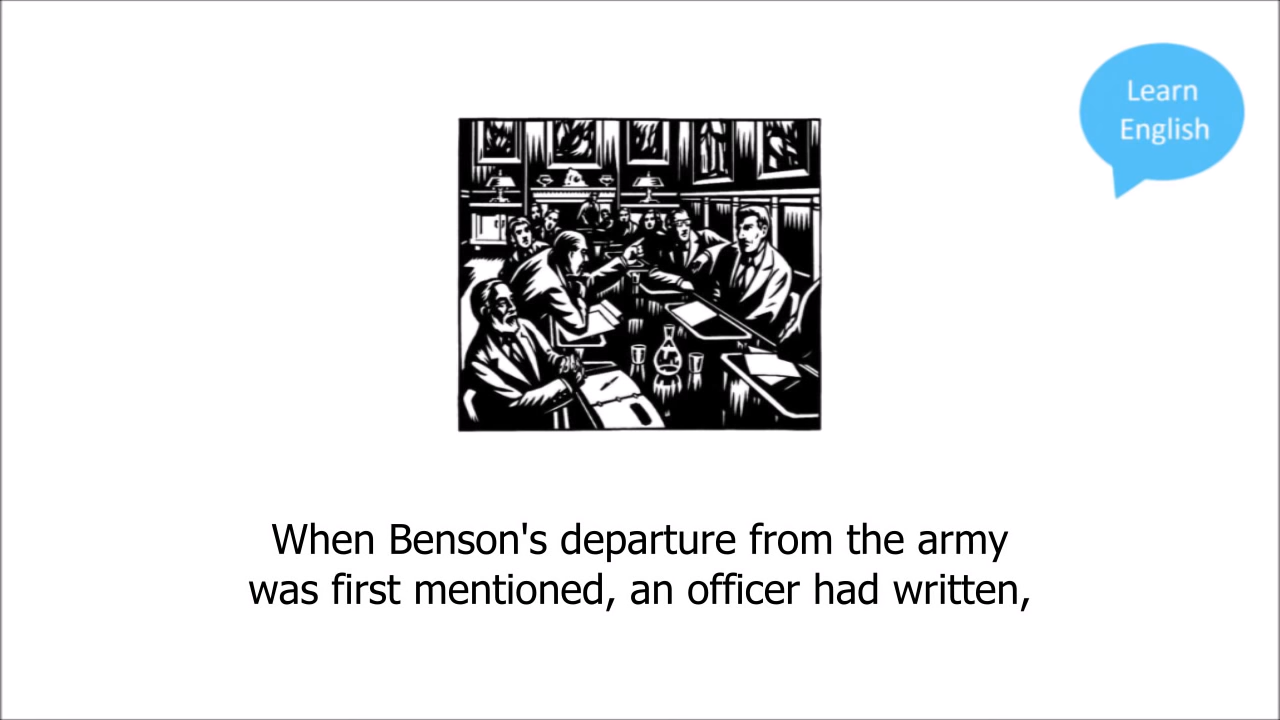 Learn
English
When Benson's departure from the army
was first mentioned, an officer had written,